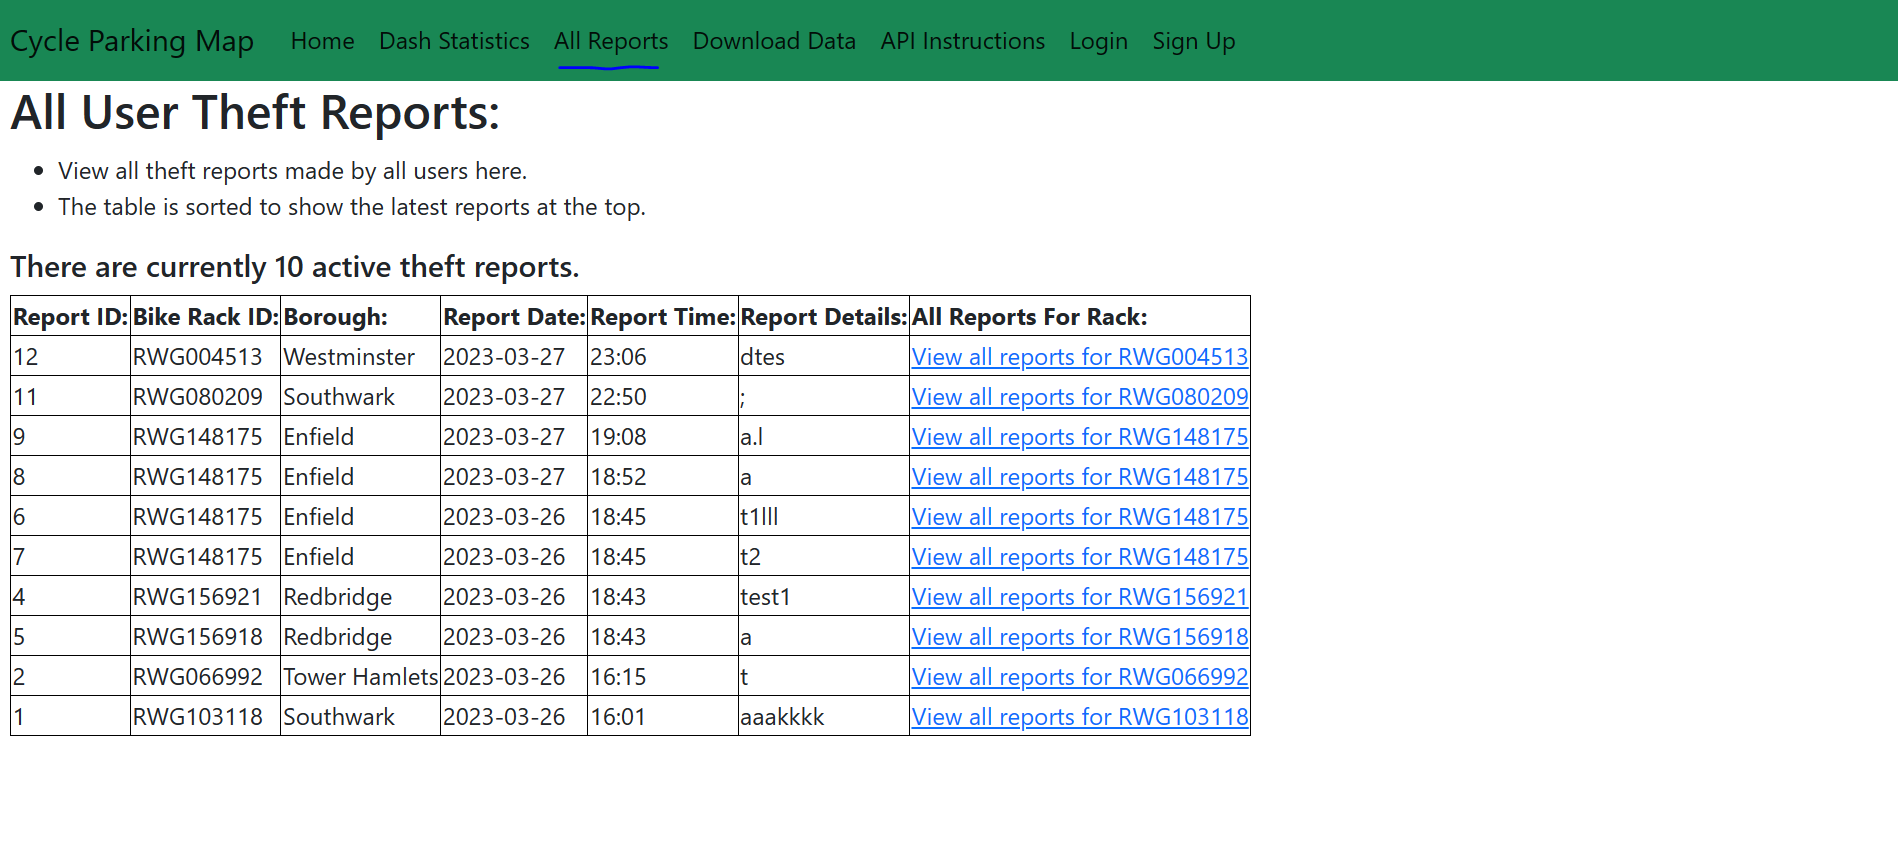 Cycle Parking Map Home Dash Statistics All Reports Download Data API Instructions Login Sign Up
All User Theft Reports:
View all theft reports made by all users here.
The table is sorted to show the latest reports at the top.
There are currently 10 active theft reports.
Report ID: Bike Rack ID: Borough: Report Date: Report Time: Report Details: All Reports For Rack:
12 RWG004513 Westminster 2023-03-27 23:06 dtes View all reports for RWG004513
11 RWG080209 Southwark 2023-03-27 22:50 ; View all reports for RWG080209
9 RWG148175 Enfield 2023-03-27 19:08 a.l View all reports for RWG148175
8 RWG148175 Enfield 2023-03-27 18:52 a View all reports for RWG148175
6 RWG148175 Enfield 2023-03-26 18:45 t1lll View all reports for RWG148175
7 RWG148175 Enfield 2023-03-26 18:45 t2 View all reports for RWG148175
4 RWG156921 Redbridge 2023-03-26 18:43 test1 View all reports for RWG156921
5 RWG156918 Redbridge 2023-03-26 18:43 a View all reports for RWG156918
2 RWG066992 Tower Hamlets 2023-03-26 16:15 t View all reports for RWG066992
1 RWG103118 Southwark 2023-03-26 16:01 aaakkkk View all reports for RWG103118